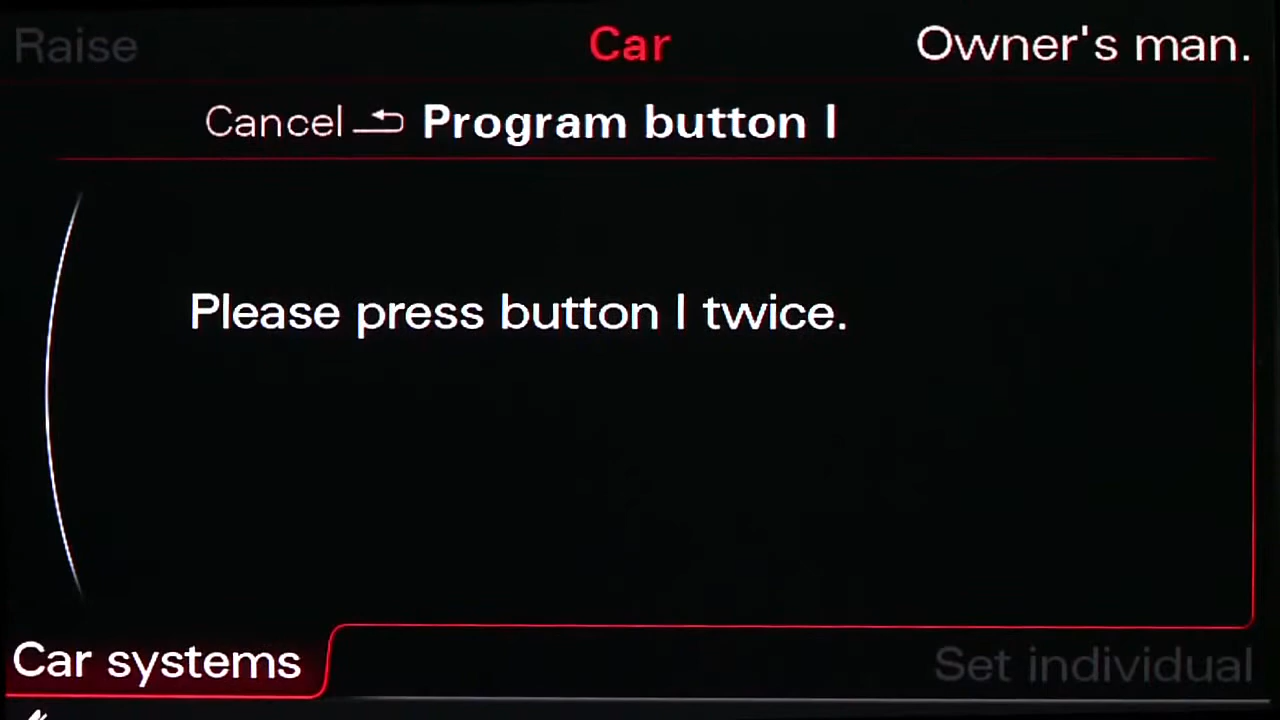 Raise Car Owner's man.
Cancel Program button I
Please press button I twice.
Car systems Set individual